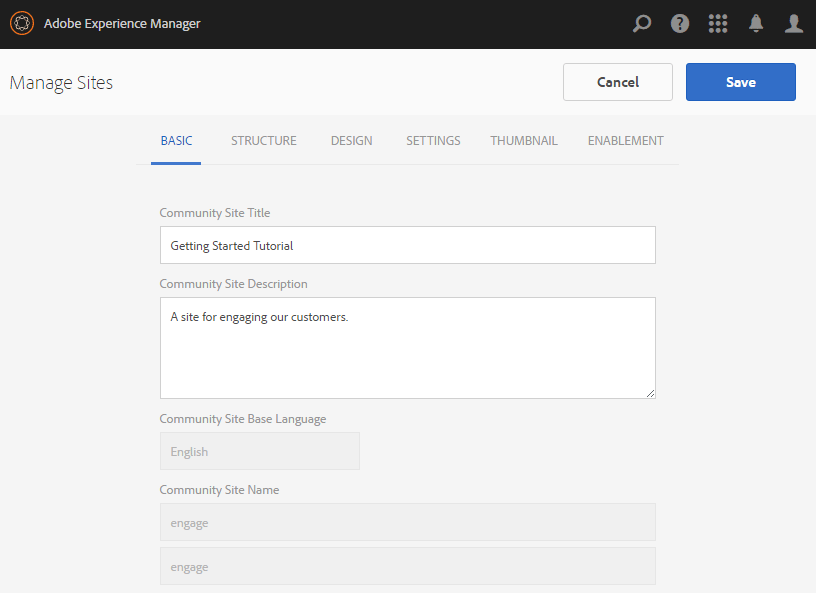 Adobe Experience Manager
Manage Sites
Cancel
Save
BASIC STRUCTURE DESIGN SETTINGS THUMBNAIL ENABLEMENT
Community Site Title
Getting Started Tutorial
Community Site Description
A site for engaging our customers.
Community Site Base Language
English
Community Site Name
engage
engage